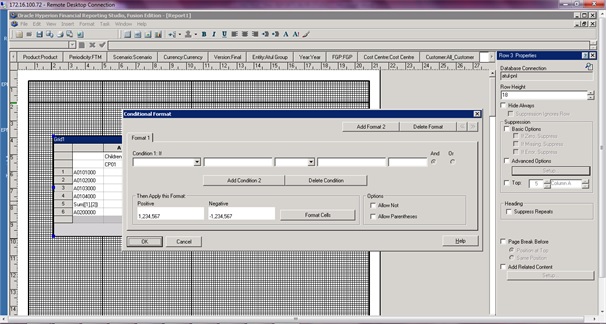 172.16.100.72 - Remote Desktop Connection
Oracle Hyperion Financial Reporting Studio, Fusion Edition - [Report1]
File Edit View Insert Format Task Window Help
Product:Product Periodicity:FTM Scenario:Scenario Currency:Currency Version:Final Entity:Atul Group Year:Year FGP:FGP Cost Centre:Cost Centre Customer:All_Customer
Grid1
A
Children
CP01
1 A0101000
2 A0102000
3 A0103000
4 A0104000
5 Sum([1],[2])
6 A0200000
Conditional Format
Add Format 2 Delete Format
Format 1
Condition 1: If And Or
Add Condition 2 Delete Condition
Then Apply this Format: Options
Positive Negative Allow Not
1,234,567 -1,234,567 Format Cells Allow Parentheses
OK Cancel Help
Row 3 Properties
Database Connection
Row Height
18
Hide Always
Suppression Ignores Row
Suppression
Basic Options
If Zero, Suppress
If Missing, Suppress
If Error, Suppress
Advanced Options
Setup...
Top: 5 Column A
Heading
Suppress Repeats
Page Break Before
Position at Top
Same Position
Add Related Content
Setup...